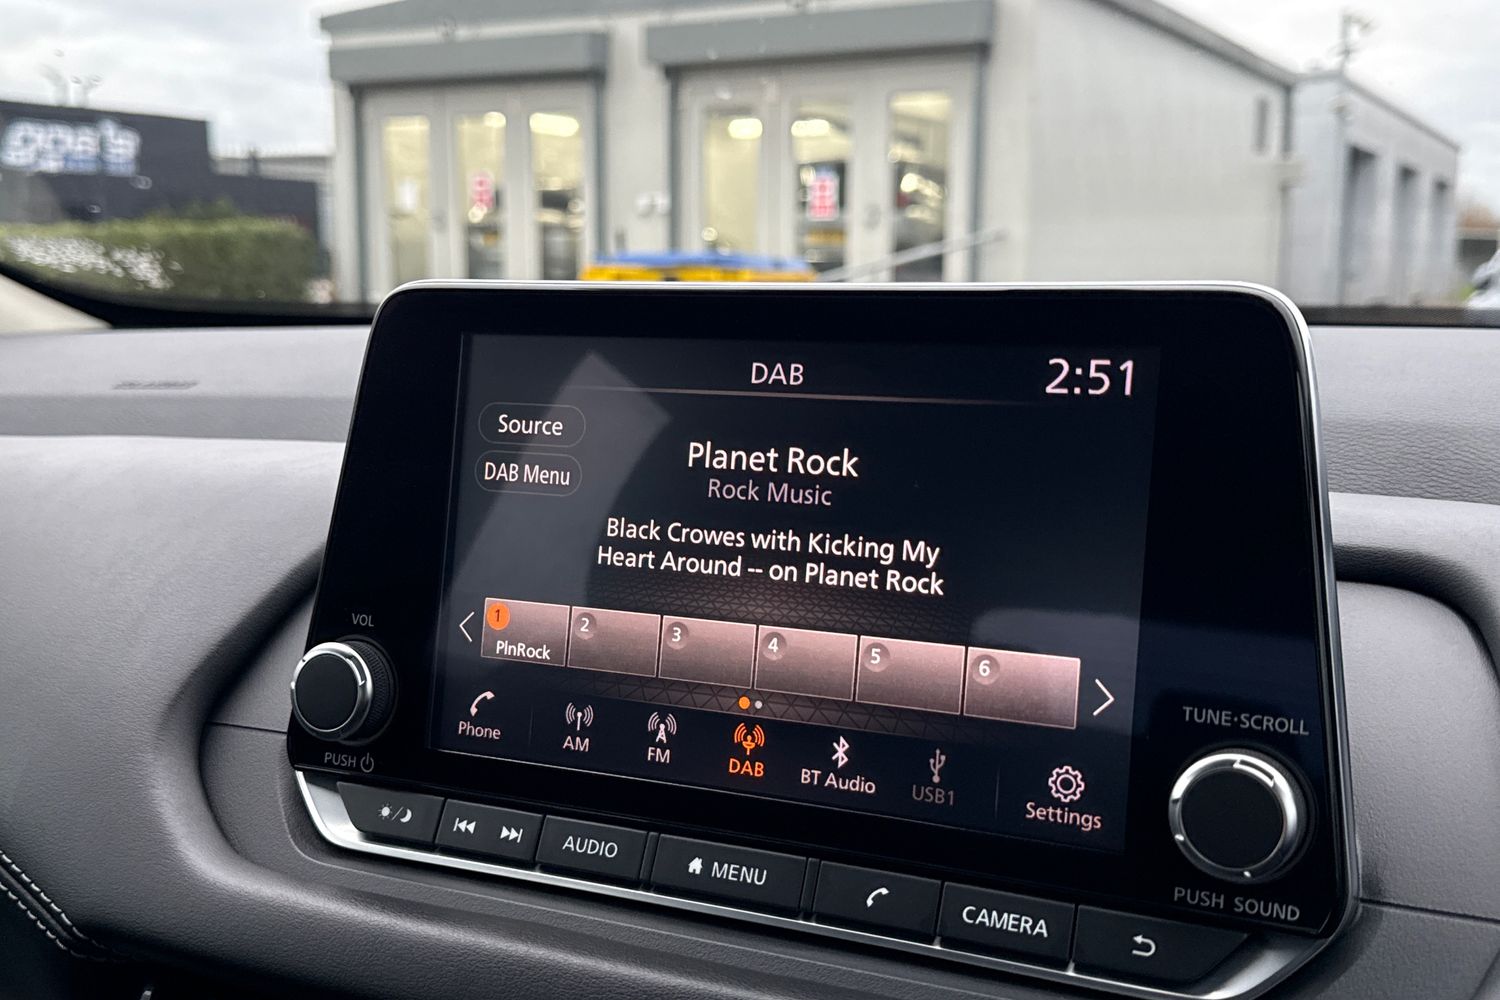 DAB
2:51
Source
DAB Menu
Planet Rock
Rock Music
Black Crowes with Kicking My
Heart Around -- on Planet Rock
1
PlnRock
2
3
4
5
6
Phone
AM
FM
DAB
BT Audio
USB1
Settings
VOL
PUSH
TUNE·SCROLL
PUSH SOUND
AUDIO
MENU
CAMERA